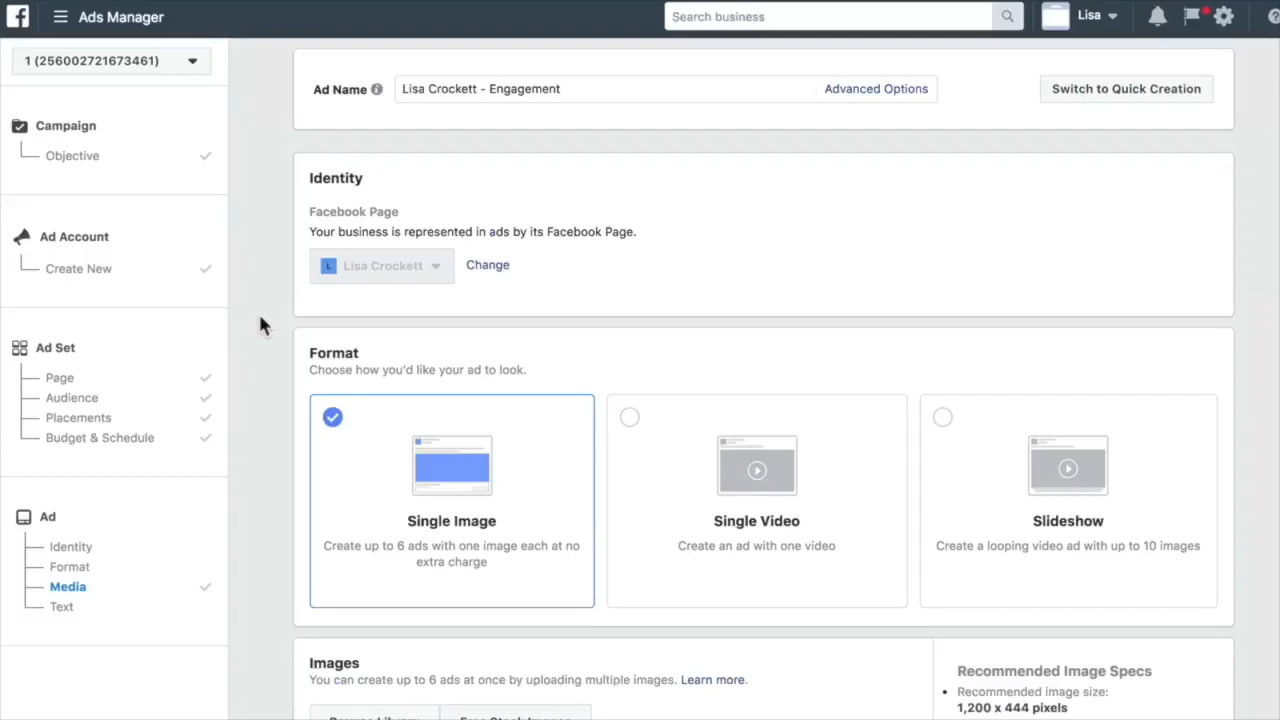 f
Ads Manager
Search business
Lisa
1 (256002721673461)
Campaign
Objective
Ad Account
Create New
Ad Set
Page
Audience
Placements
Budget & Schedule
Ad
Identity
Format
Media
Text
Ad Name
Lisa Crockett - Engagement
Advanced Options
Switch to Quick Creation
Identity
Facebook Page
Your business is represented in ads by its Facebook Page.
L Lisa Crockett
Change
Format
Choose how you'd like your ad to look.
Single Image
Create up to 6 ads with one image each at no
extra charge
Single Video
Create an ad with one video
Slideshow
Create a looping video ad with up to 10 images
Images
You can create up to 6 ads at once by uploading multiple images. Learn more.
Browse Library
Free Stock Images
Recommended Image Specs
• Recommended image size:
1,200 x 444 pixels